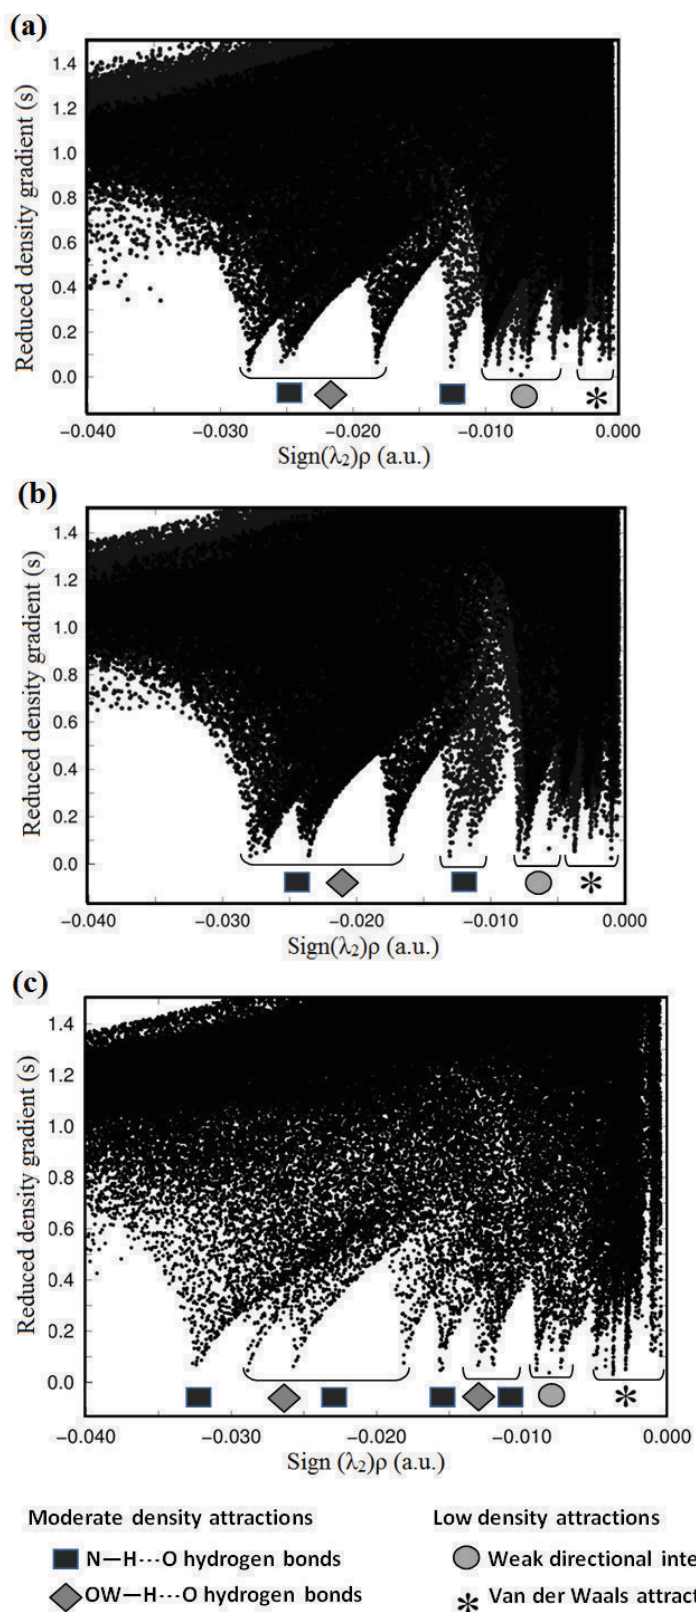 (a)
Reduced density gradient (s)
1.4
1.2
1.0
0.8
0.6
0.4
0.2
0.0
−0.040 −0.030 −0.020 −0.010 0.000
Sign(λ₂)ρ (a.u.)
(b)
Reduced density gradient (s)
1.4
1.2
1.0
0.8
0.6
0.4
0.2
0.0
−0.040 −0.030 −0.020 −0.010 0.000
Sign(λ₂)ρ (a.u.)
(c)
Reduced density gradient (s)
1.4
1.2
1.0
0.8
0.6
0.4
0.2
0.0
−0.040 −0.030 −0.020 −0.010 0.000
Sign (λ₂)ρ (a.u.)
Moderate density attractions Low density attractions
N—H···O hydrogen bonds Weak directional inte
OW—H···O hydrogen bonds * Van der Waals attract